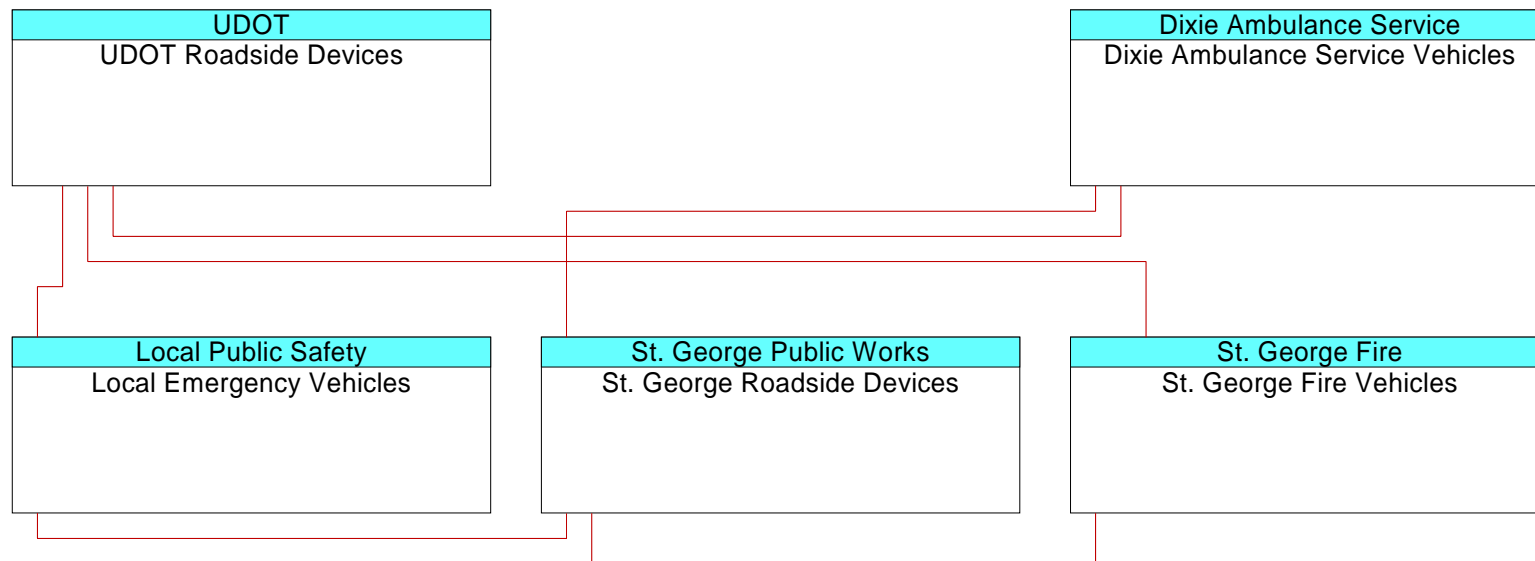 UDOT
UDOT Roadside Devices
Dixie Ambulance Service
Dixie Ambulance Service Vehicles
Local Public Safety
Local Emergency Vehicles
St. George Public Works
St. George Roadside Devices
St. George Fire
St. George Fire Vehicles